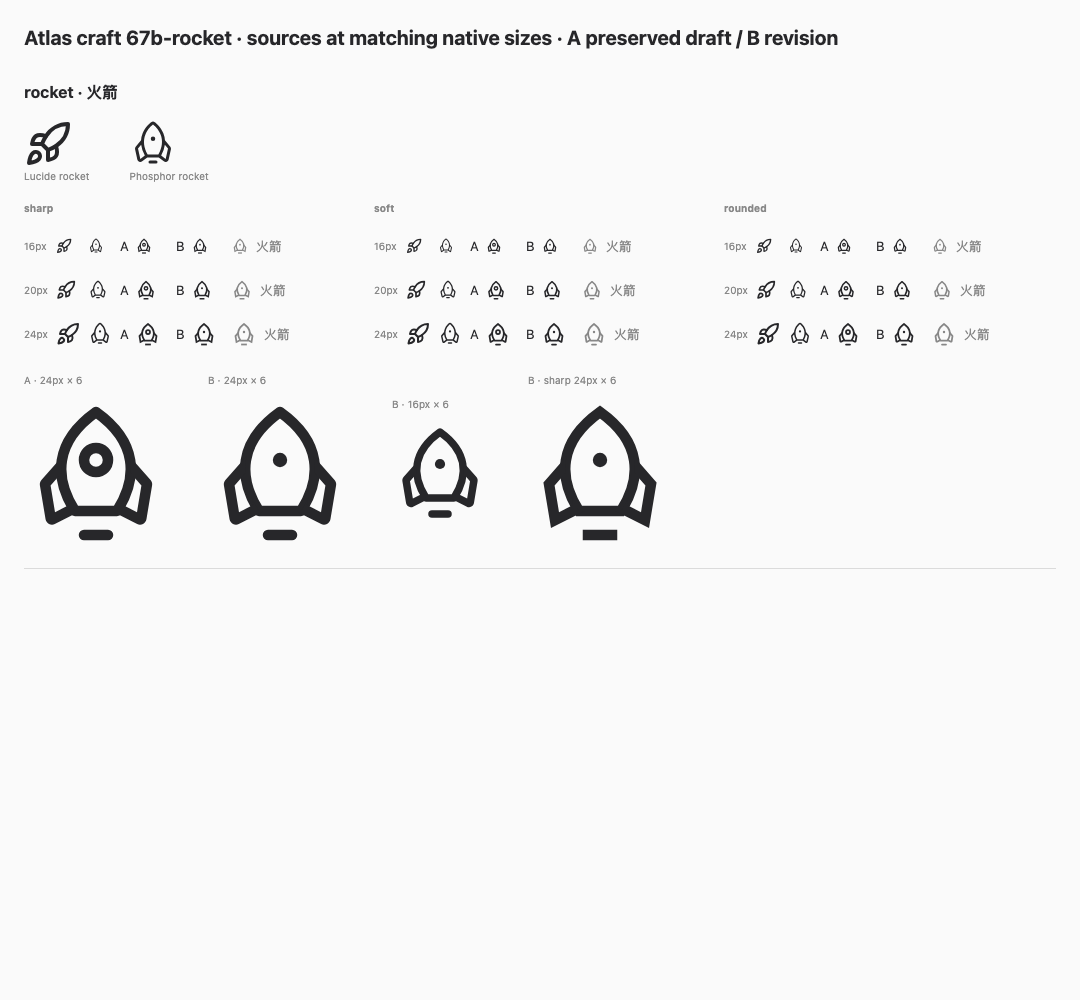 Atlas craft 67b-rocket · sources at matching native sizes · A preserved draft / B revision
rocket · 火箭
Lucide rocket Phosphor rocket
sharp soft rounded
16px A B 火箭 16px A B 火箭 16px A B 火箭
20px A B 火箭 20px A B 火箭 20px A B 火箭
24px A B 火箭 24px A B 火箭 24px A B 火箭
A · 24px × 6 B · 24px × 6 B · sharp 24px × 6
B · 16px × 6